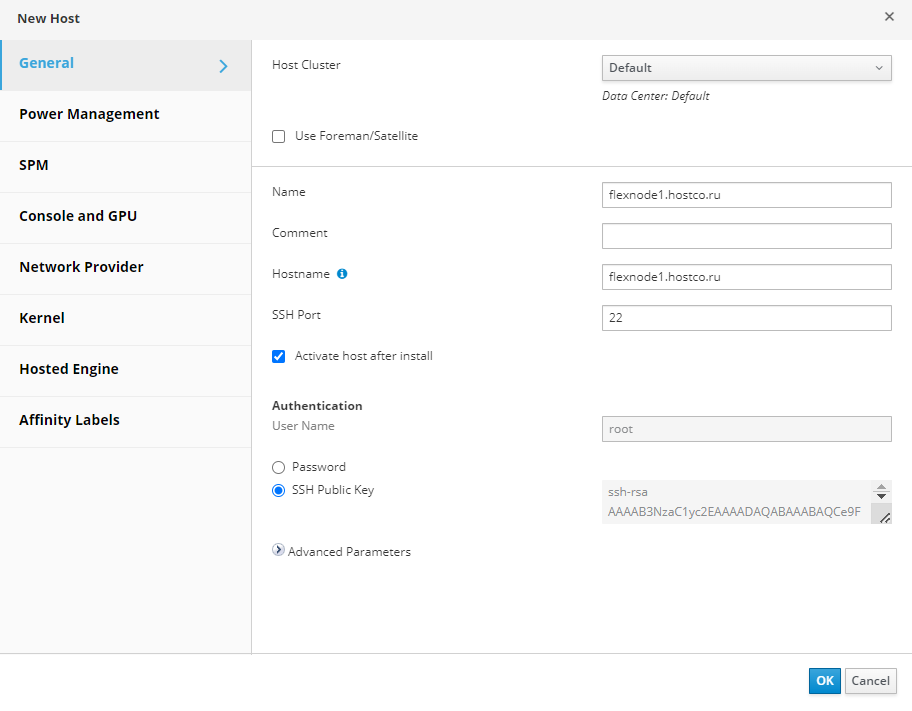 New Host
General
Power Management
SPM
Console and GPU
Network Provider
Kernel
Hosted Engine
Affinity Labels
Host Cluster
Default
Data Center: Default
Use Foreman/Satellite
Name
flexnode1.hostco.ru
Comment
Hostname
flexnode1.hostco.ru
SSH Port
22
Activate host after install
Authentication
User Name
root
Password
SSH Public Key
ssh-rsa
AAAAB3NzaC1yc2EAAAADAQABAAABAQCe9F
Advanced Parameters
OK
Cancel